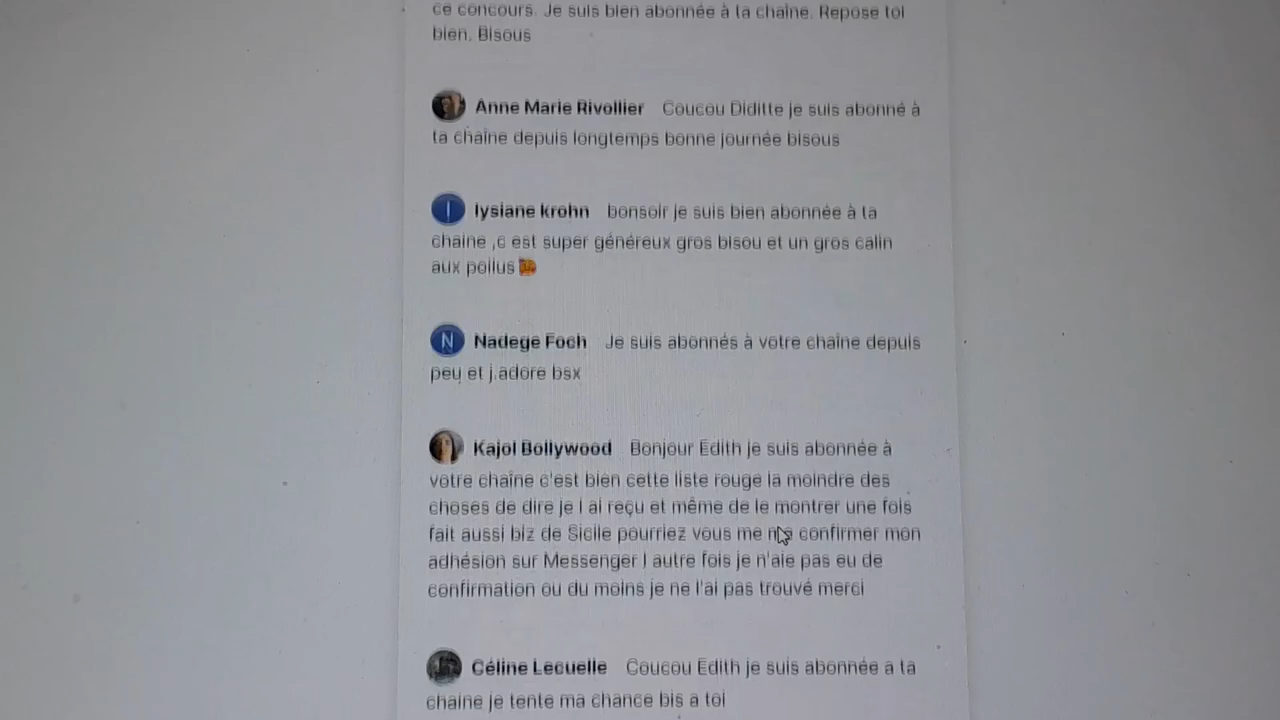 ce concours. Je suis bien abonnée à ta chaîne. Repose toi
bien. Bisous
Anne Marie Rivollier Coucou Diditte je suis abonné à
ta chaîne depuis longtemps bonne journée bisous
lysiane krohn bonsoir je suis bien abonnée à ta
chaine ,c est super généreux gros bisou et un gros calin
aux poilus
Nadege Foch Je suis abonnés à votre chaîne depuis
peu et j.adore bsx
Kajol Bollywood Bonjour Edith je suis abonnée à
votre chaîne c'est bien cette liste rouge la moindre des
choses de dire je l ai reçu et même de le montrer une fois
fait aussi biz de Sicile pourriez vous me confirmer mon
adhésion sur Messenger l autre fois je n'aie pas eu de
confirmation ou du moins je ne l'ai pas trouvé merci
Céline Lecuelle Coucou Edith je suis abonnée a ta
chaine je tente ma chance bis a toi